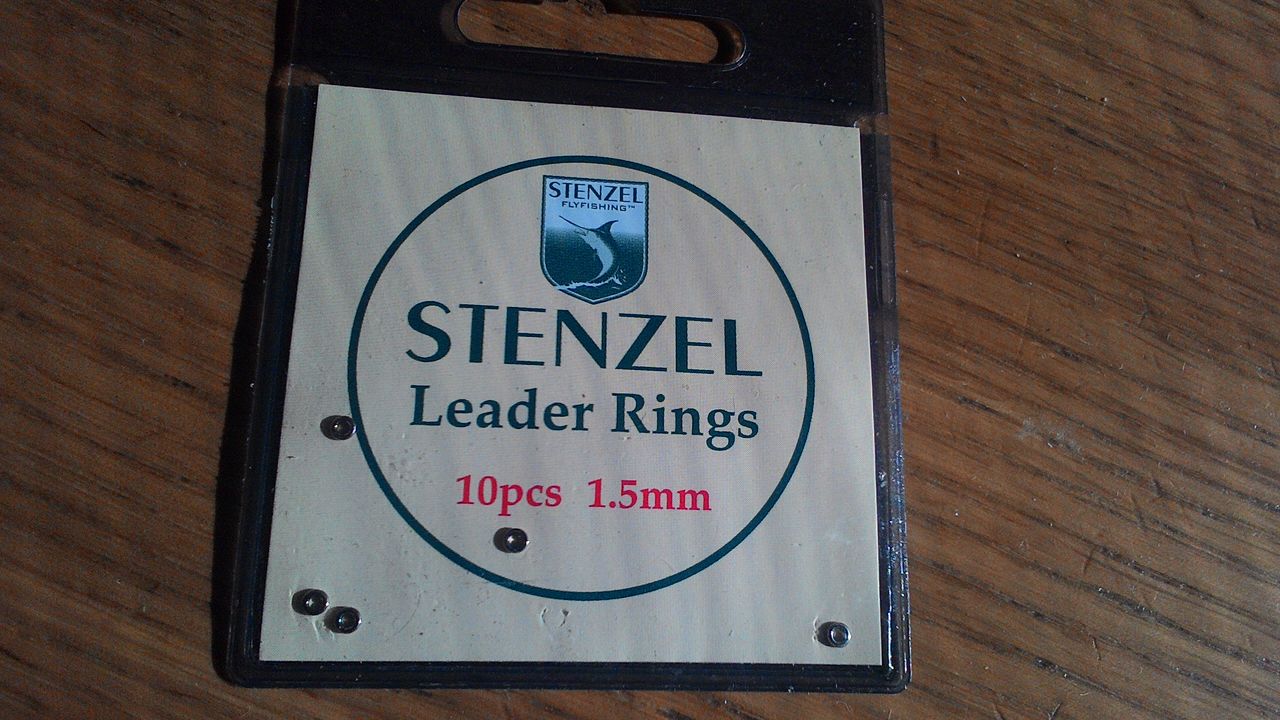 STENZEL
FLYFISHING™
STENZEL
Leader Rings
10pcs 1.5mm